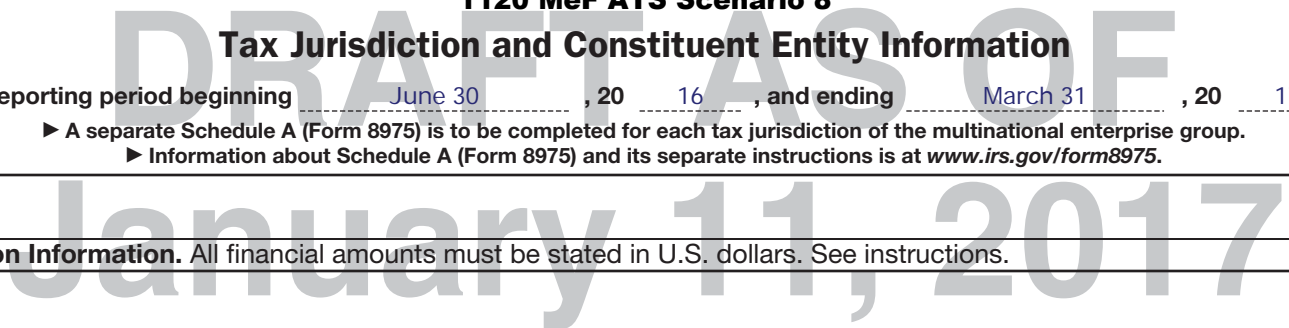 1120 MeF ATS Scenario 8
DRAFT AS OF
Tax Jurisdiction and Constituent Entity Information
eporting period beginning June 30 , 20 16 , and ending March 31 , 20 1
▶ A separate Schedule A (Form 8975) is to be completed for each tax jurisdiction of the multinational enterprise group.
▶ Information about Schedule A (Form 8975) and its separate instructions is at www.irs.gov/form8975.
January 11, 2017
on Information. All financial amounts must be stated in U.S. dollars. See instructions.